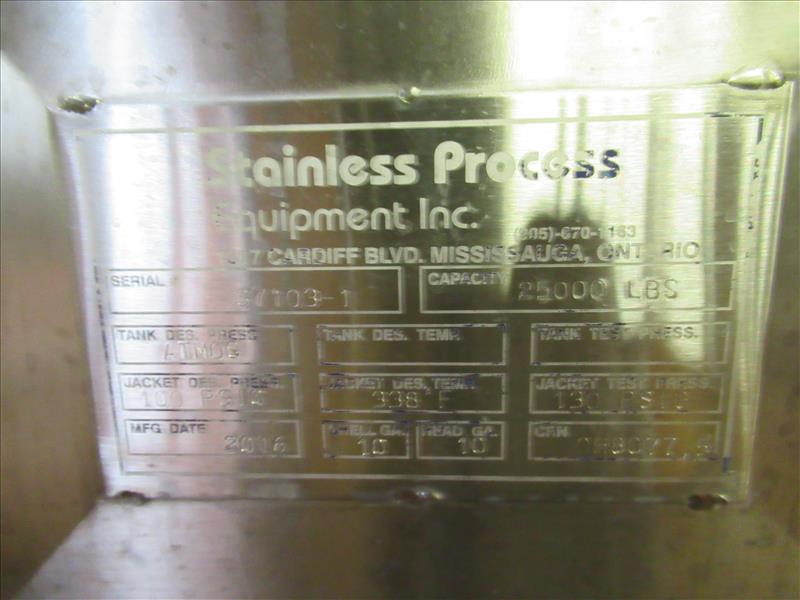 Stainless Process
Equipment Inc. (905)-670-1163
CARDIFF BLVD. MISSISSAUGA, ONTARIO
SERIAL # CAPACITY 25000 LBS
TANK DES. PRESS. TANK DES. TEMP. TANK TEST PRESS.
ATMOS
JACKET DES. PRESS. JACKET DES. TEMP. JACKET TEST PRESS.
100 PSIG 338°F 130 PSIG
MFG DATE SHELL GA. HEAD GA. CRN
10 10